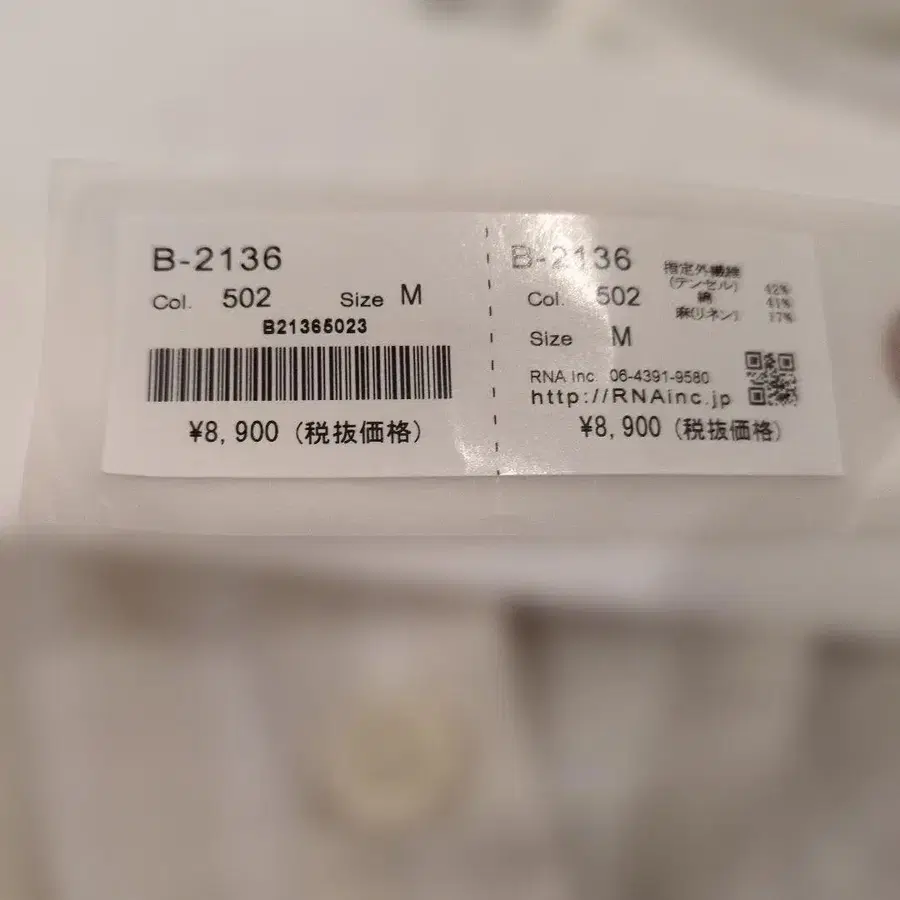 B-2136
Col. 502 Size M
B21365023
¥8,900 (税抜価格)
B-2136
Col. 502
Size M
指定外繊維
(テンセル) 42%
綿 41%
麻(リネン) 17%
RNA inc. 06-4391-9580
http://RNAinc.jp
¥8,900 (税抜価格)